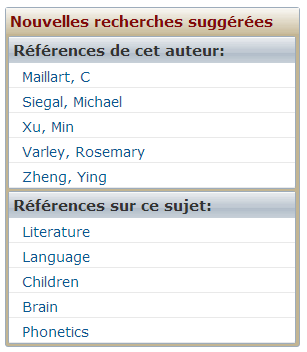 Nouvelles recherches suggérées
Références de cet auteur:
Maillart, C
Siegal, Michael
Xu, Min
Varley, Rosemary
Zheng, Ying
Références sur ce sujet:
Literature
Language
Children
Brain
Phonetics